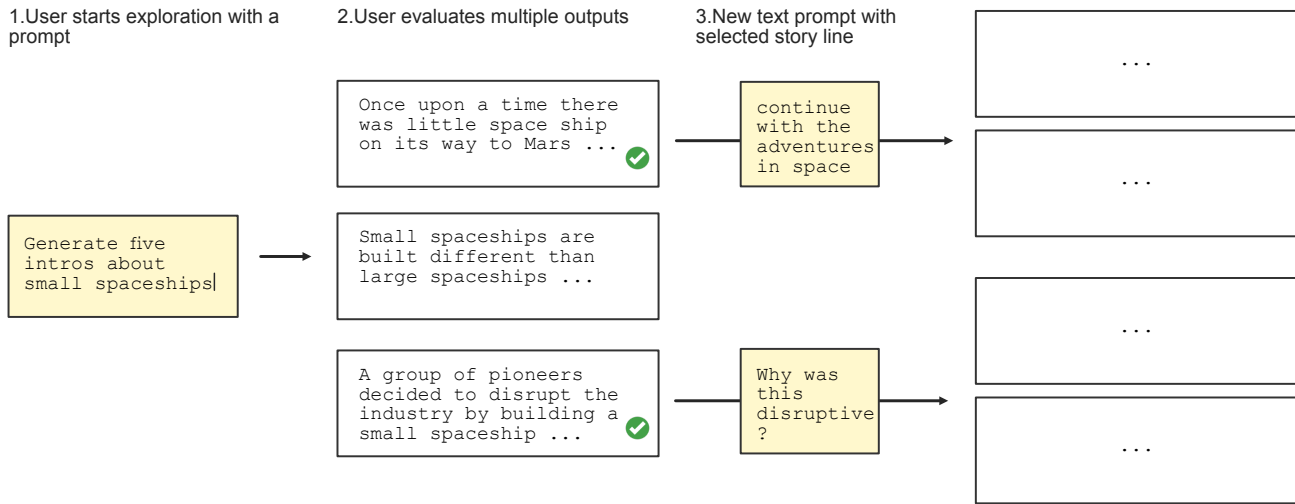 1.User starts exploration with a
prompt
2.User evaluates multiple outputs
3.New text prompt with
selected story line
Generate five
intros about
small spaceships
Once upon a time there
was little space ship
on its way to Mars ...
Small spaceships are
built different than
large spaceships ...
A group of pioneers
decided to disrupt the
industry by building a
small spaceship ...
continue
with the
adventures
in space
Why was
this
disruptive
?
...
...
...
...